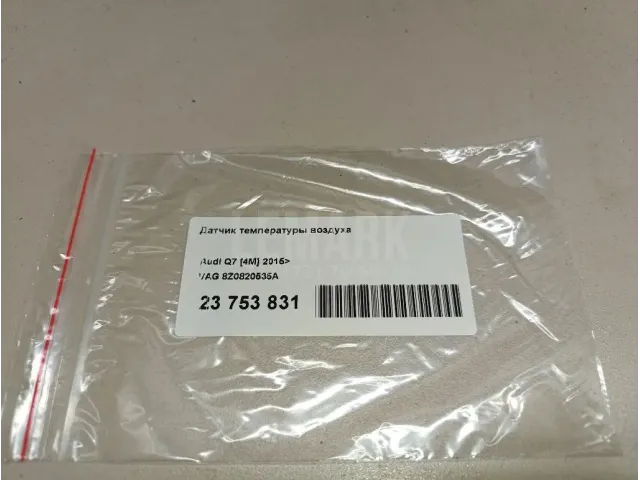 Датчик температуры воздуха
Audi Q7 [4M] 2015>
VAG 8Z0820535A
23 753 831